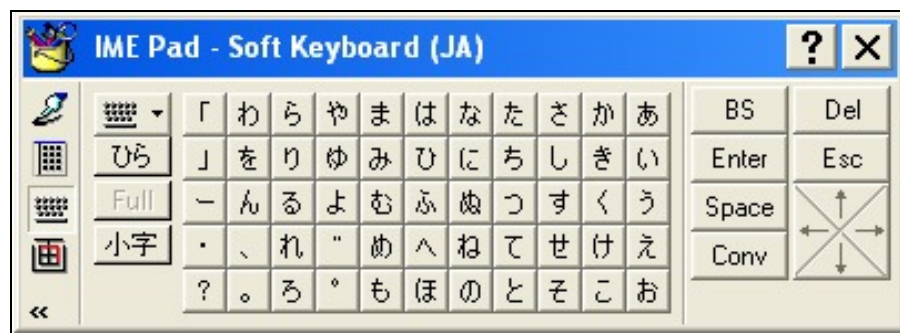 IME Pad - Soft Keyboard (JA) ? ×
「 わ ら や ま は な た さ か あ BS Del
ひら 」 を り ゆ み ひ に ち し き い Enter Esc
Full ー ん る よ む ふ ぬ つ す く う Space
小字 ・ 、 れ ゛ め へ ね て せ け え Conv
画 ? 。 ろ ゜ も ほ の と そ こ お
«